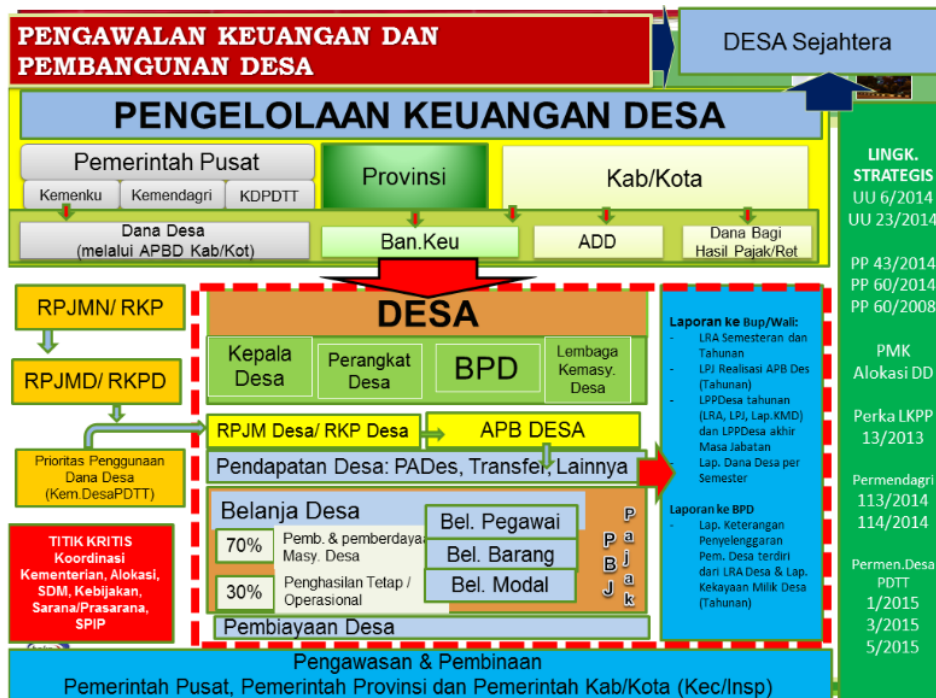 PENGAWALAN KEUANGAN DAN
PEMBANGUNAN DESA
DESA Sejahtera
PENGELOLAAN KEUANGAN DESA
Pemerintah Pusat
Kemenku
Kemendagri
KDPDTT
Provinsi
Kab/Kota
Dana Desa
(melalui APBD Kab/Kot)
Ban.Keu
ADD
Dana Bagi
Hasil Pajak/Ret
RPJMN/ RKP
RPJMD/ RKPD
Prioritas Penggunaan
Dana Desa
(Kem.DesaPDTT)
TITIK KRITIS
Koordinasi
Kementerian, Alokasi,
SDM, Kebijakan,
Sarana/Prasarana,
SPIP
DESA
Kepala
Desa
Perangkat
Desa
BPD
Lembaga
Kemasy.
Desa
RPJM Desa/ RKP Desa
APB DESA
Pendapatan Desa: PADes, Transfer, Lainnya
Belanja Desa
70%
Pemb. & pemberdaya
Masy. Desa
30%
Penghasilan Tetap /
Operasional
Bel. Pegawai
Bel. Barang
Bel. Modal
PBJ
Pajak
Pembiayaan Desa
Laporan ke Bup/Wali:
- LRA Semesteran dan
Tahunan
- LPJ Realisasi APB Des
(Tahunan)
- LPPDesa tahunan
(LRA, LPJ, Lap.KMD)
dan LPPDesa akhir
Masa Jabatan
- Lap. Dana Desa per
Semester
Laporan ke BPD
- Lap. Keterangan
Penyelenggaran
Pem. Desa terdiri
dari LRA Desa & Lap.
Kekayaan Milik Desa
(Tahunan)
LINGK.
STRATEGIS
UU 6/2014
UU 23/2014
PP 43/2014
PP 60/2014
PP 60/2008
PMK
Alokasi DD
Perka LKPP
13/2013
Permendagri
113/2014
114/2014
Permen.Desa
PDTT
1/2015
3/2015
5/2015
Pengawasan & Pembinaan
Pemerintah Pusat, Pemerintah Provinsi dan Pemerintah Kab/Kota (Kec/Insp)